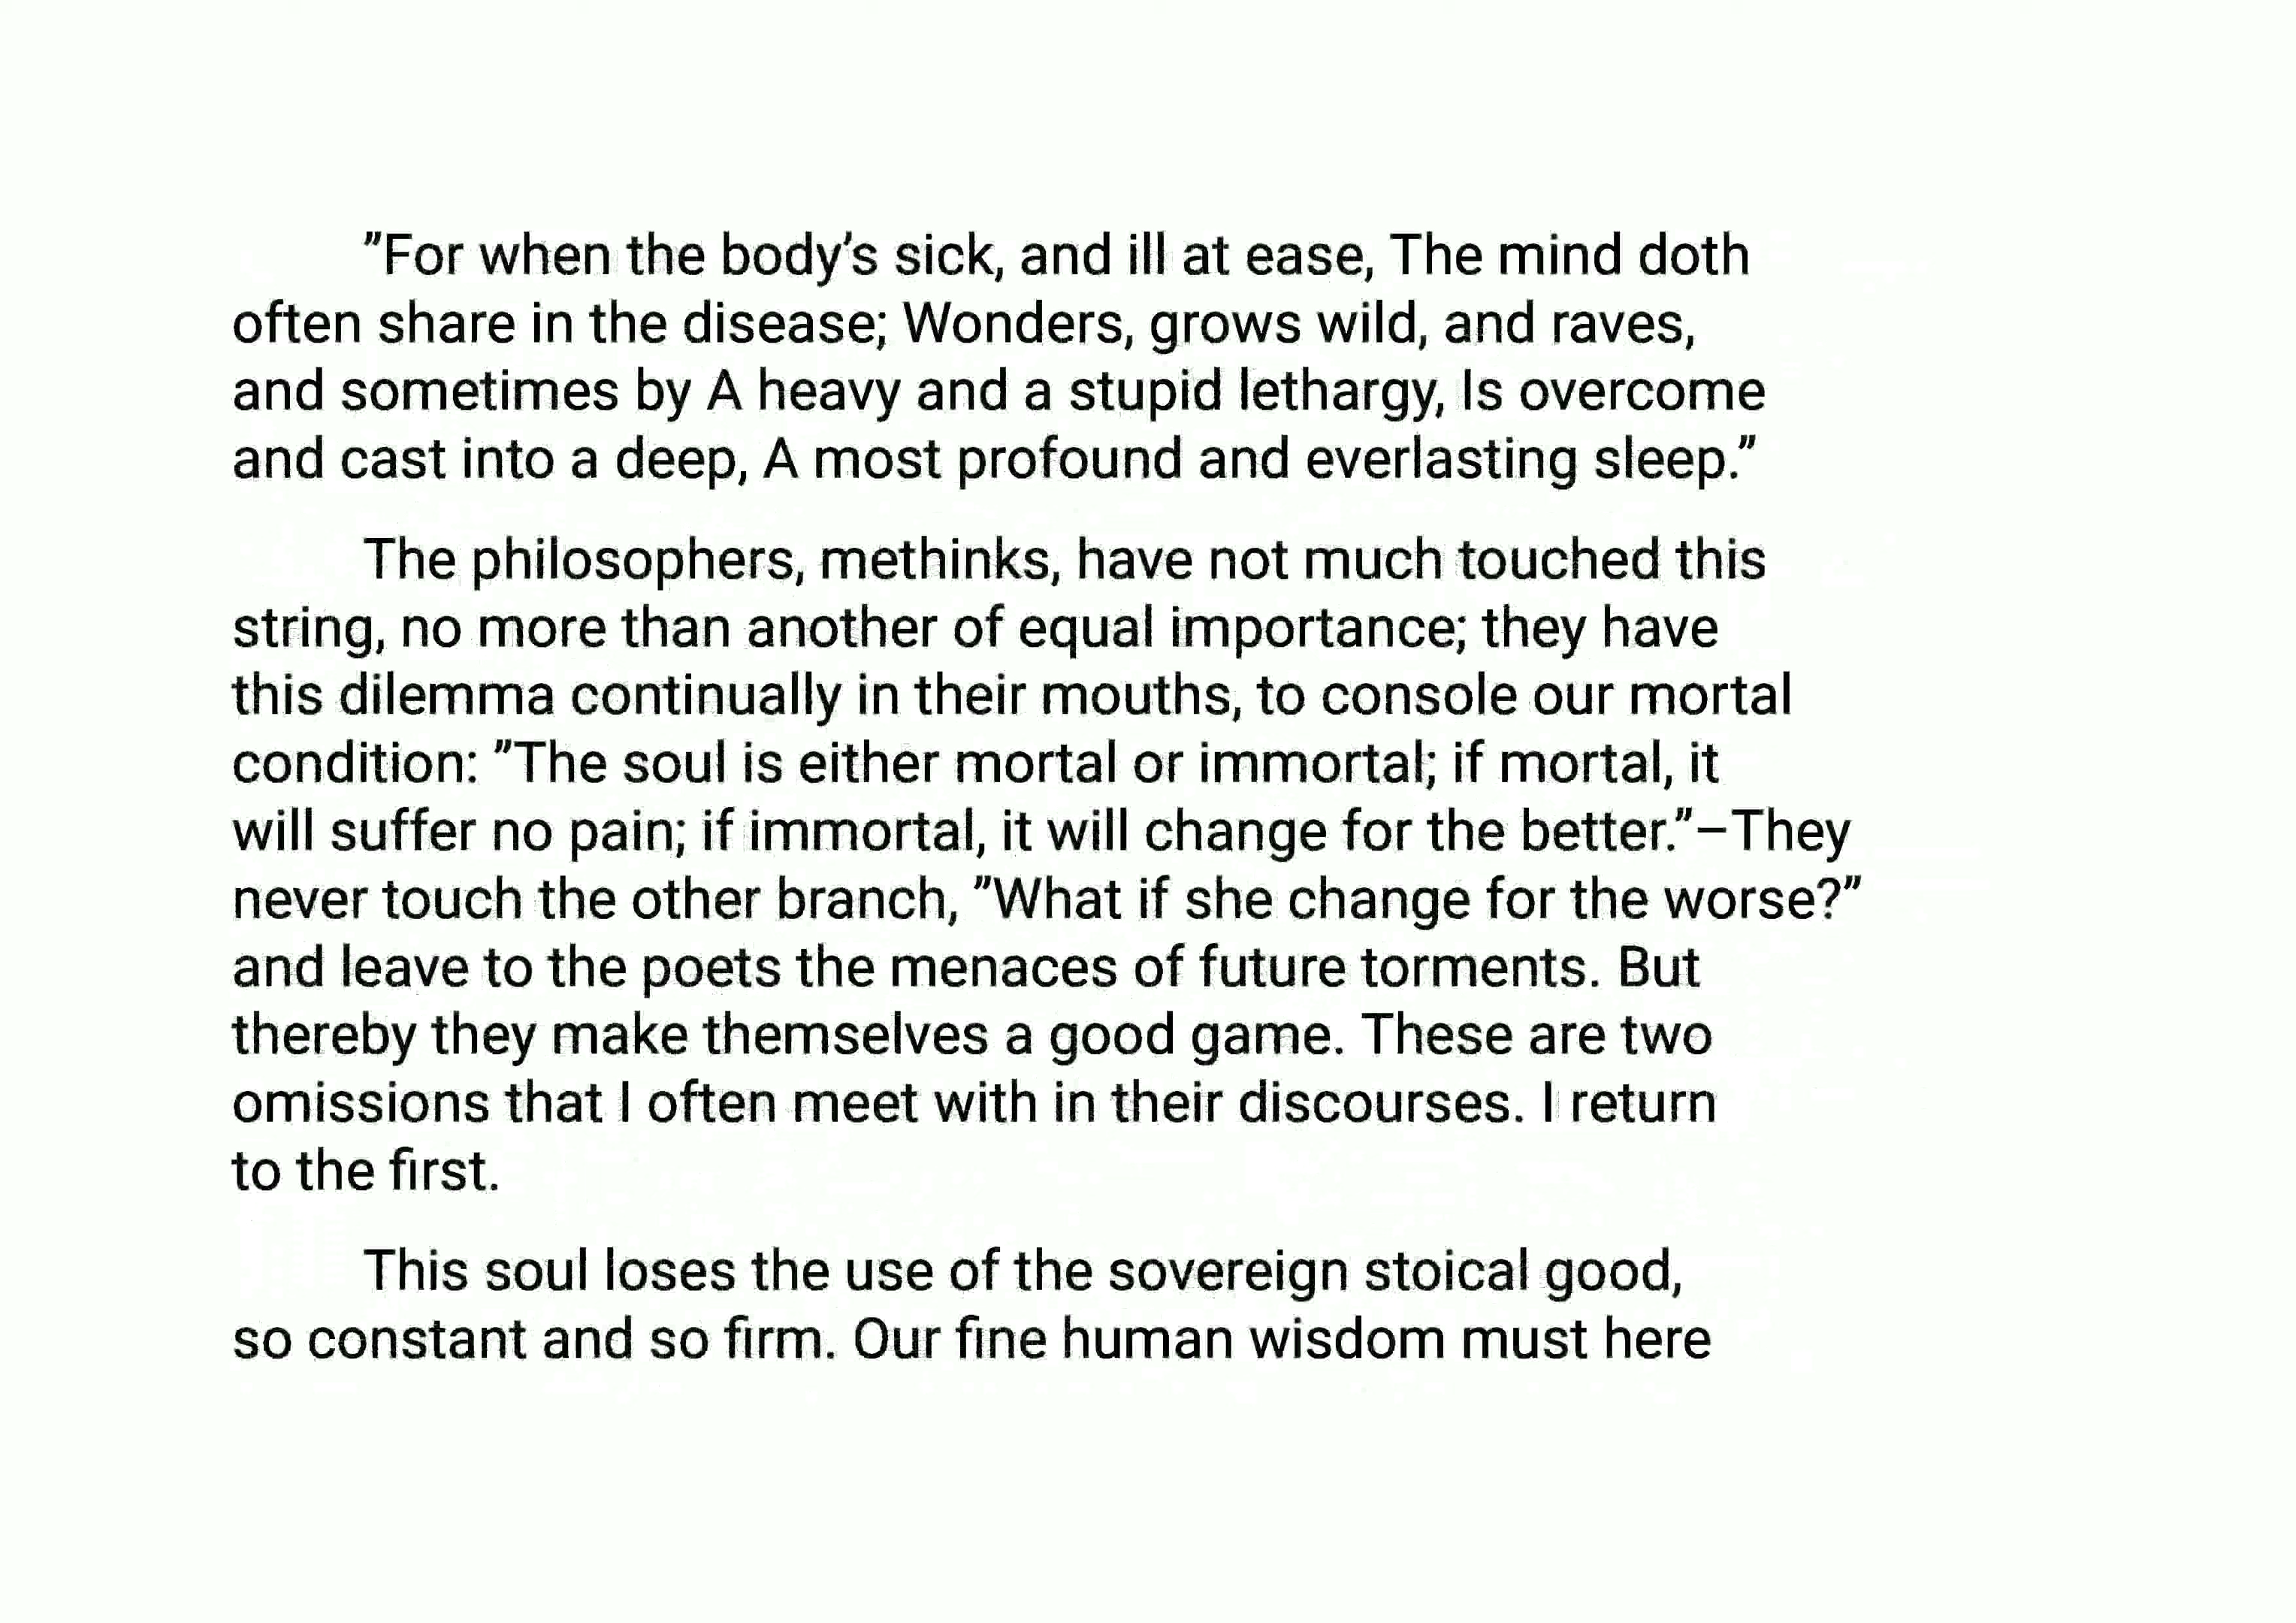 ”For when the body’s sick, and ill at ease, The mind doth
often share in the disease; Wonders, grows wild, and raves,
and sometimes by A heavy and a stupid lethargy, Is overcome
and cast into a deep, A most profound and everlasting sleep.”
The philosophers, methinks, have not much touched this
string, no more than another of equal importance; they have
this dilemma continually in their mouths, to console our mortal
condition: ”The soul is either mortal or immortal; if mortal, it
will suffer no pain; if immortal, it will change for the better.”–They
never touch the other branch, ”What if she change for the worse?”
and leave to the poets the menaces of future torments. But
thereby they make themselves a good game. These are two
omissions that I often meet with in their discourses. I return
to the first.
This soul loses the use of the sovereign stoical good,
so constant and so firm. Our fine human wisdom must here